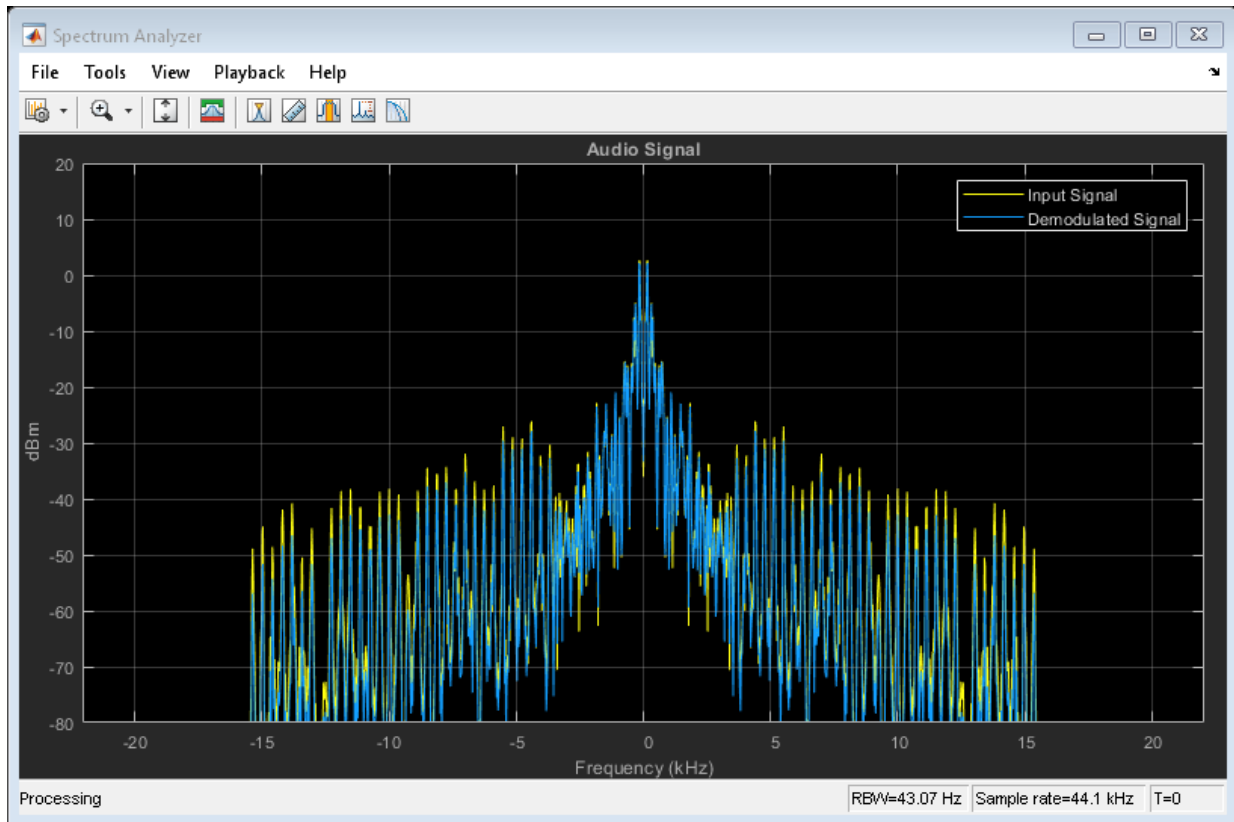 Spectrum Analyzer
File Tools View Playback Help
Audio Signal
20
10
0
-10
-20
-30
-40
-50
-60
-70
-80
dBm
Input Signal
Demodulated Signal
-20 -15 -10 -5 0 5 10 15 20
Frequency (kHz)
Processing RBW=43.07 Hz Sample rate=44.1 kHz T=0